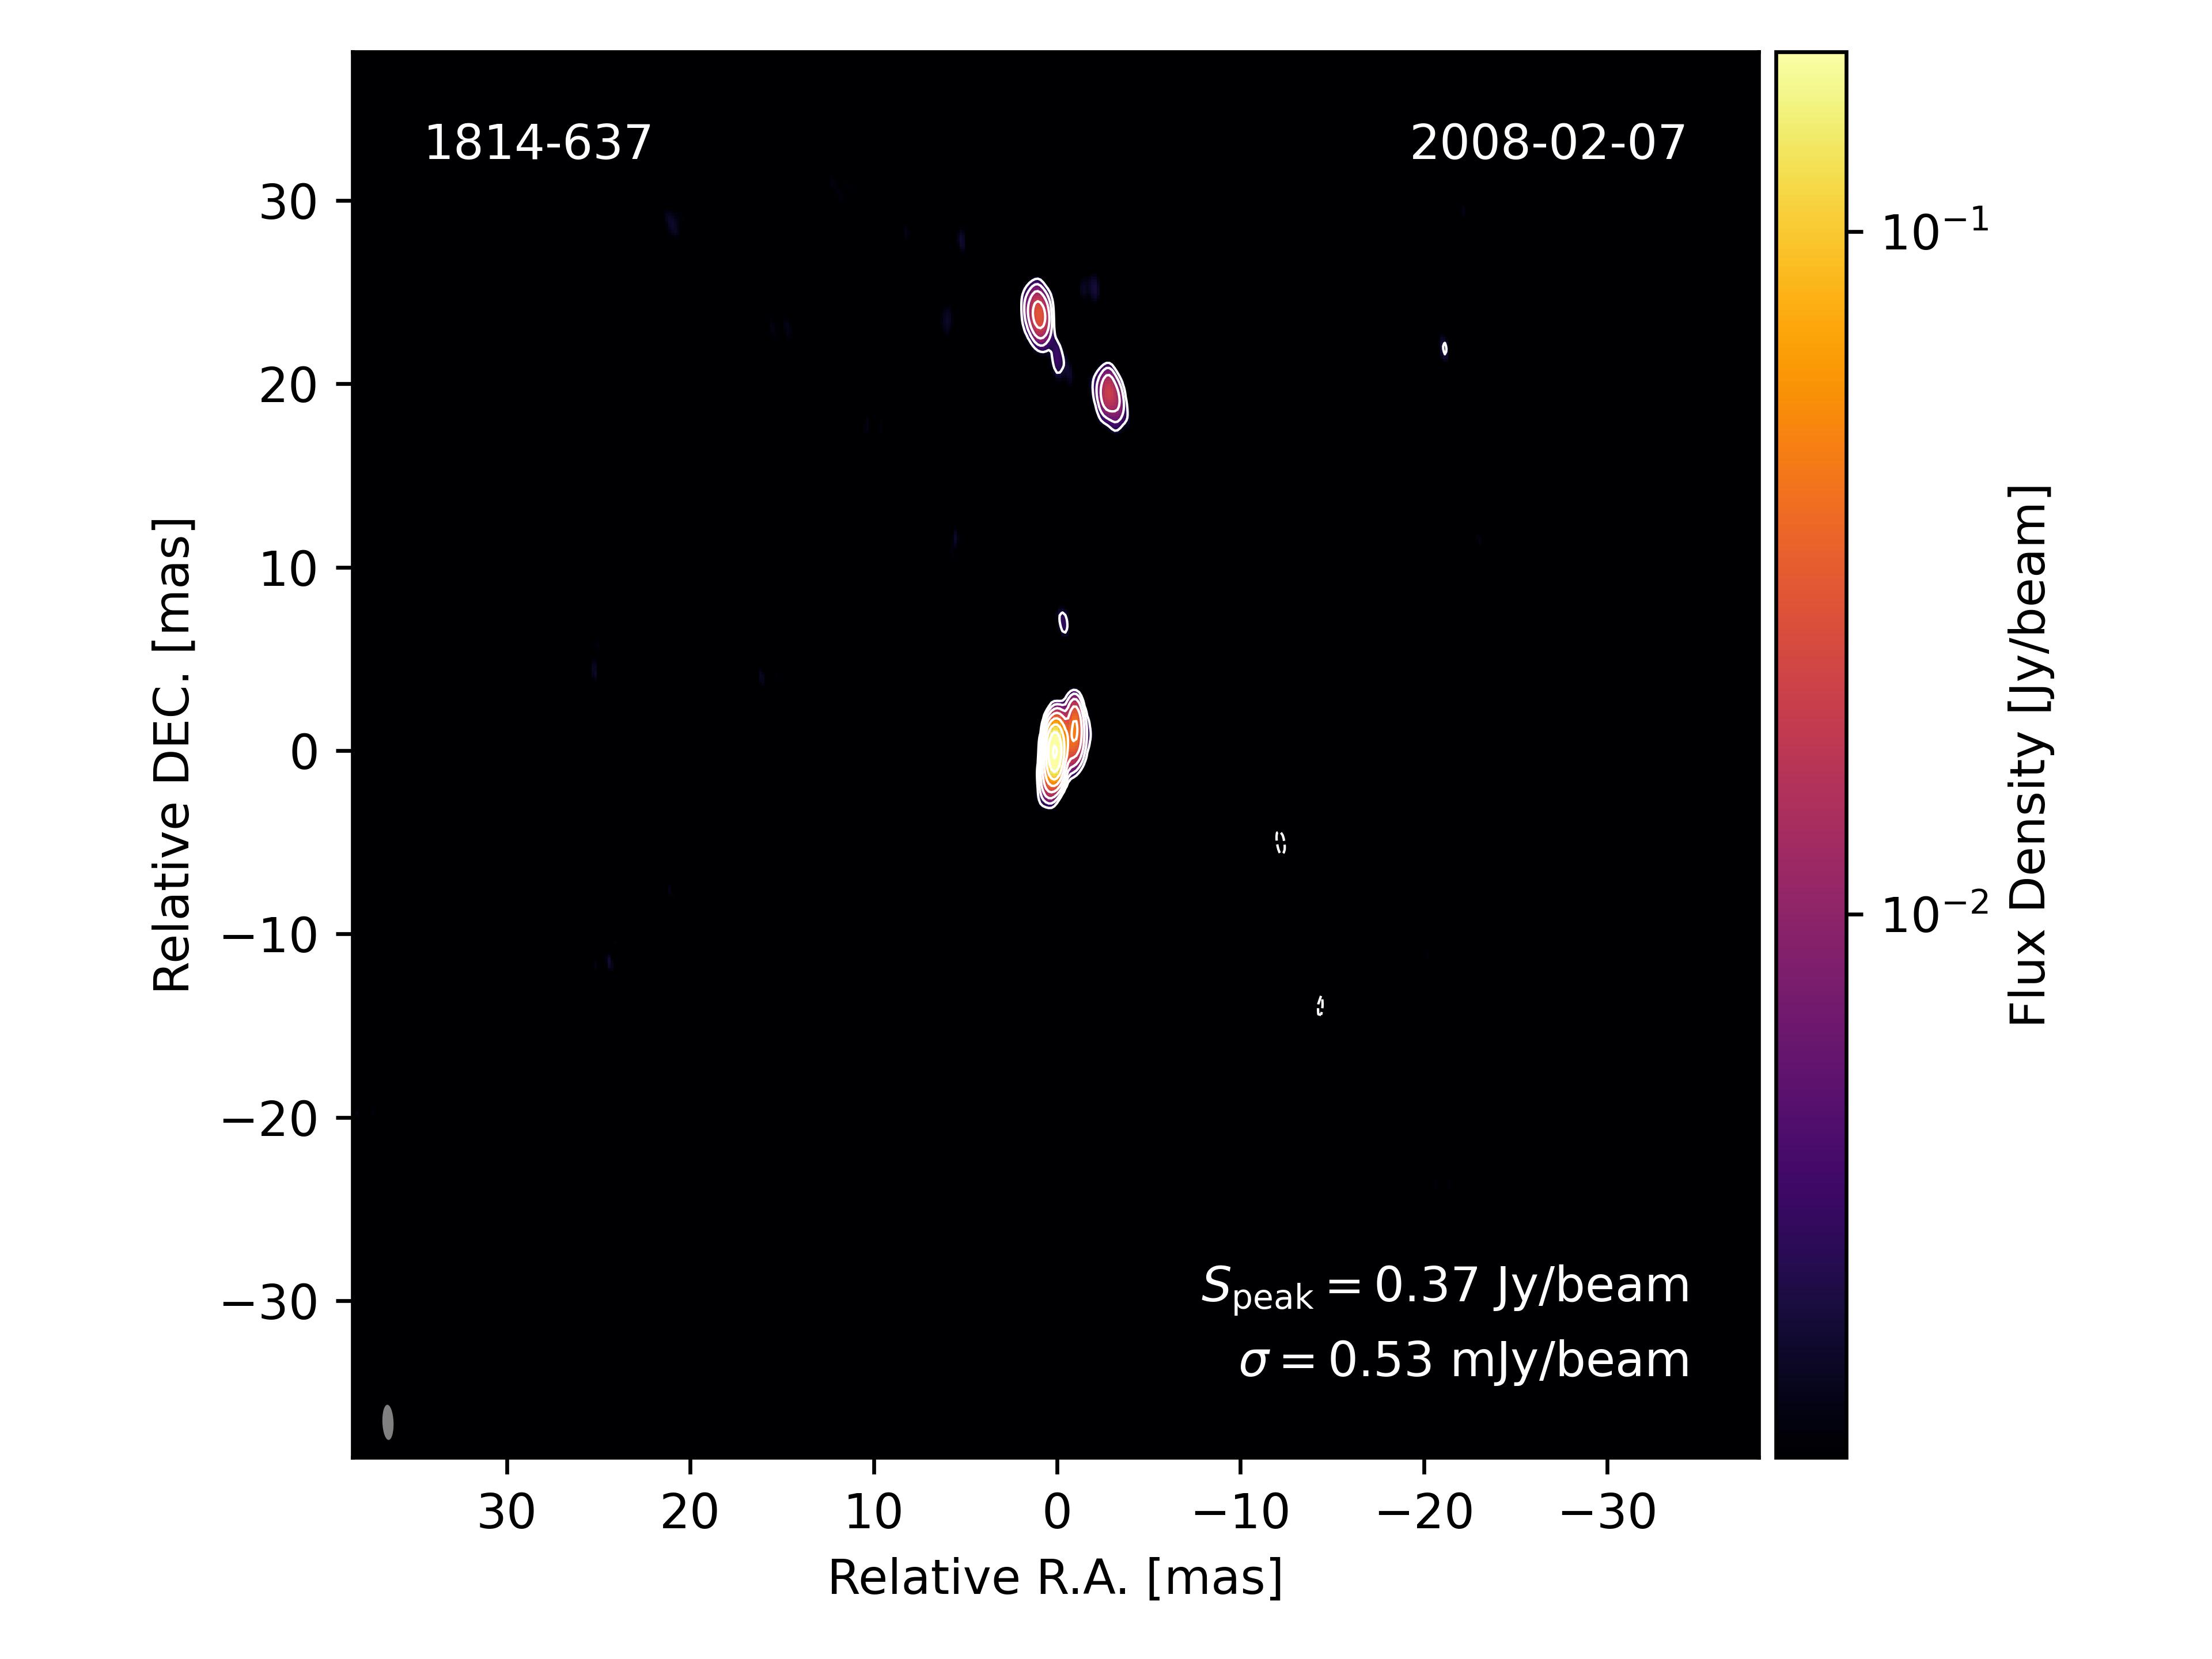 1814-637 2008-02-07
30
20
10
0
−10
−20
−30
Relative DEC. [mas]
S_peak = 0.37 Jy/beam
σ = 0.53 mJy/beam
30 20 10 0 −10 −20 −30
Relative R.A. [mas]
10⁻¹
10⁻²
Flux Density [Jy/beam]